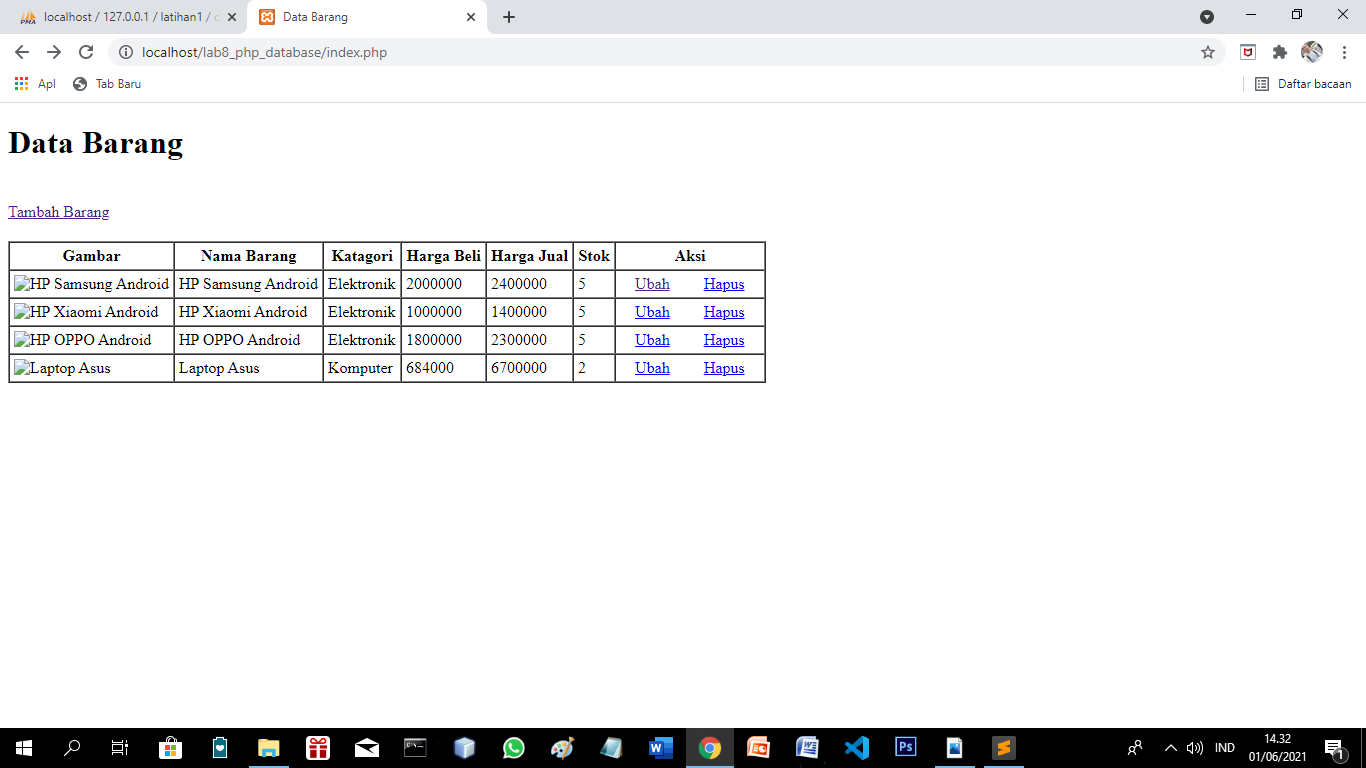 localhost / 127.0.0.1 / latihan1 /
Data Barang
localhost/lab8_php_database/index.php
Apl Tab Baru Daftar bacaan
Data Barang
Tambah Barang
Gambar Nama Barang Katagori Harga Beli Harga Jual Stok Aksi
HP Samsung Android HP Samsung Android Elektronik 2000000 2400000 5 Ubah Hapus
HP Xiaomi Android HP Xiaomi Android Elektronik 1000000 1400000 5 Ubah Hapus
HP OPPO Android HP OPPO Android Elektronik 1800000 2300000 5 Ubah Hapus
Laptop Asus Laptop Asus Komputer 684000 6700000 2 Ubah Hapus
IND
14.32
01/06/2021
1